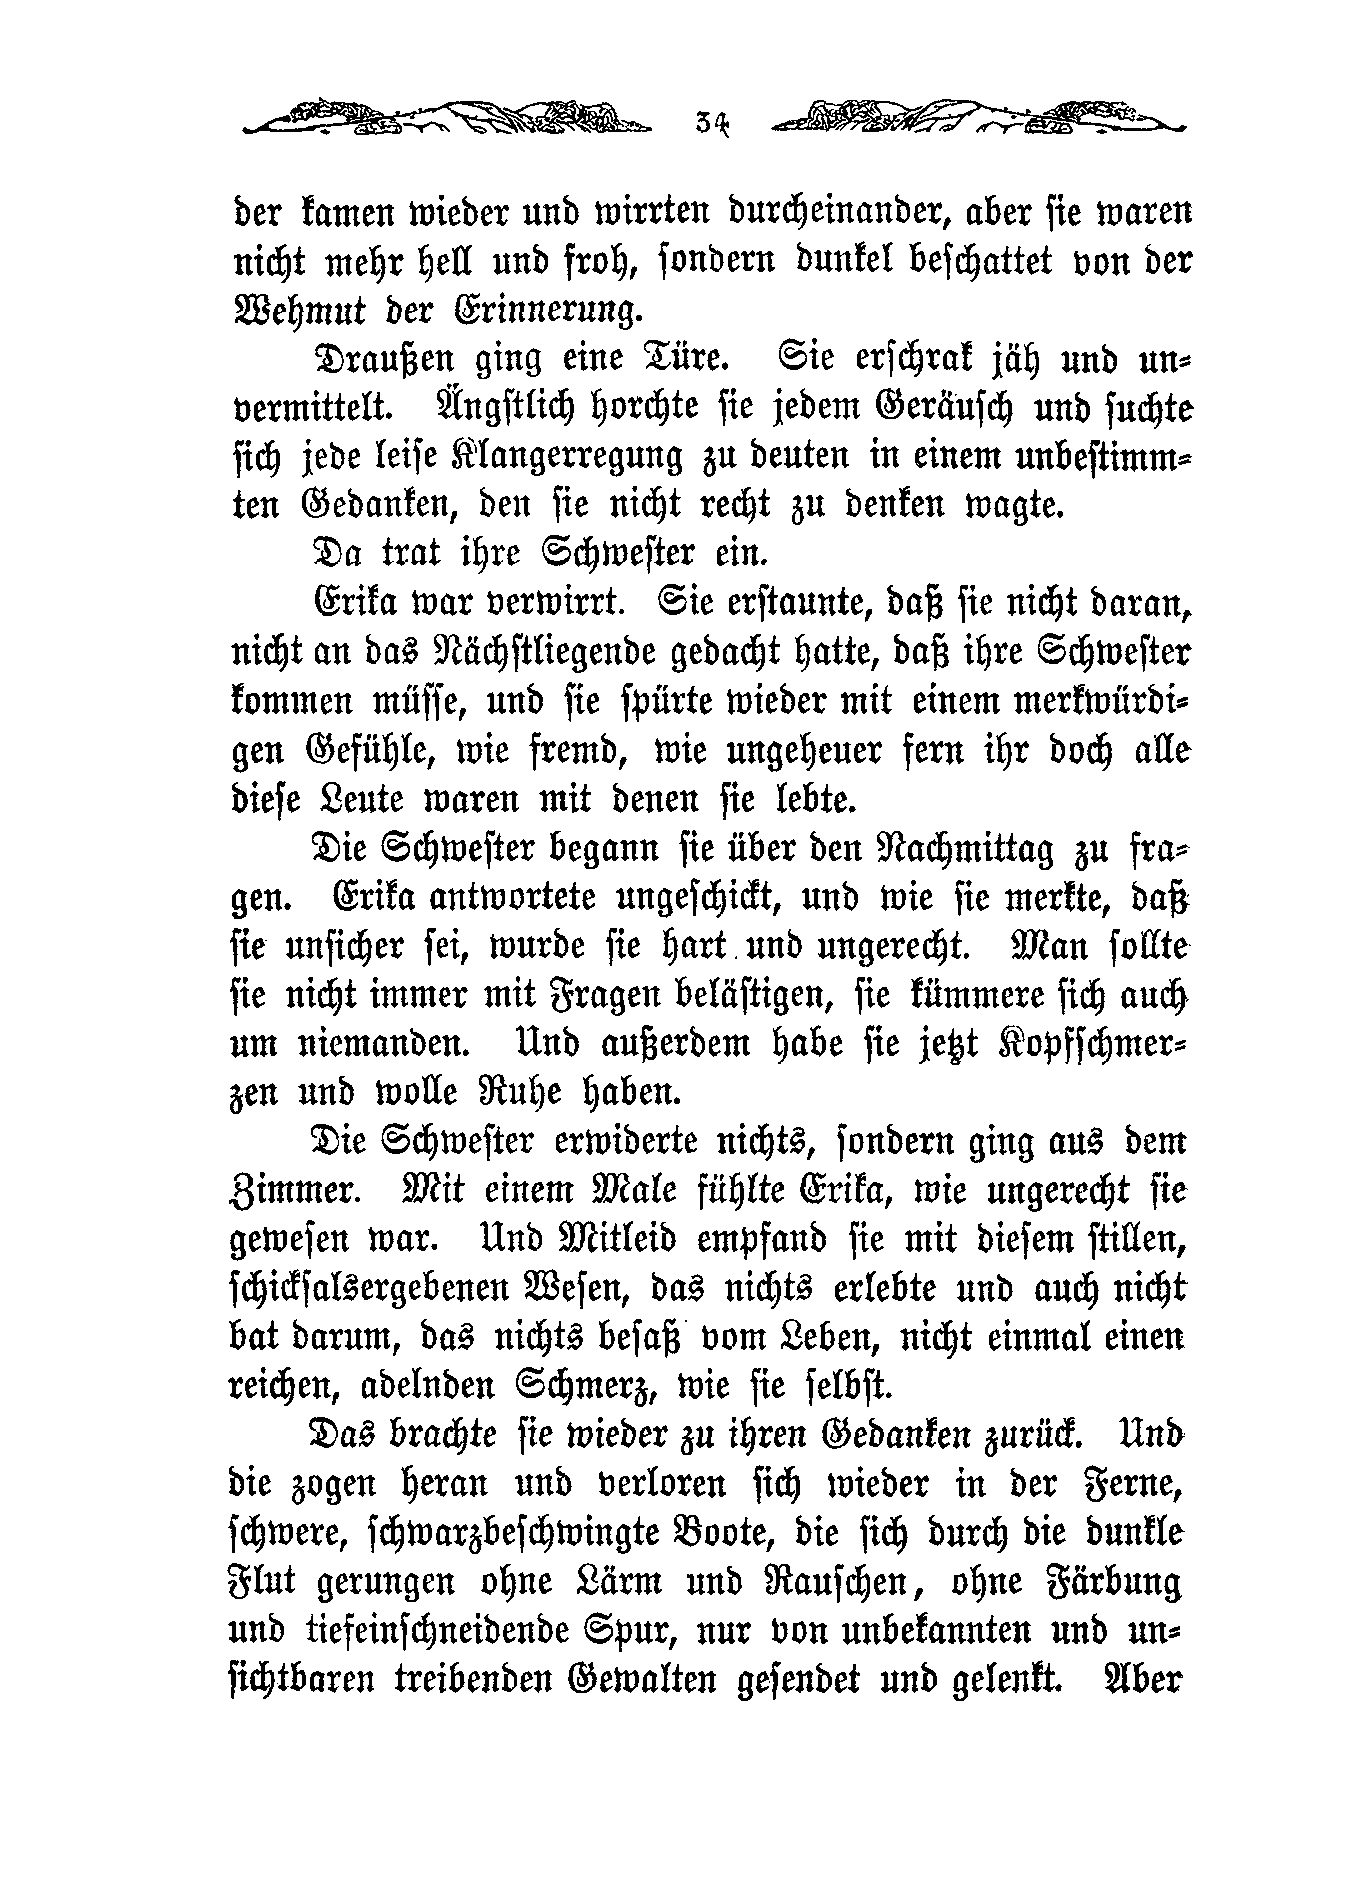 34
der kamen wieder und wirrten durcheinander, aber ſie waren
nicht mehr hell und froh, ſondern dunkel beſchattet von der
Wehmut der Erinnerung.
Draußen ging eine Türe. Sie erſchrak jäh und un⸗
vermittelt. Ängſtlich horchte ſie jedem Geräuſch und ſuchte
ſich jede leiſe Klangerregung zu deuten in einem unbeſtimm⸗
ten Gedanken, den ſie nicht recht zu denken wagte.
Da trat ihre Schweſter ein.
Erika war verwirrt. Sie erſtaunte, daß ſie nicht daran,
nicht an das Nächſtliegende gedacht hatte, daß ihre Schweſter
kommen müſſe, und ſie ſpürte wieder mit einem merkwürdi⸗
gen Gefühle, wie fremd, wie ungeheuer fern ihr doch alle
dieſe Leute waren mit denen ſie lebte.
Die Schweſter begann ſie über den Nachmittag zu fra⸗
gen. Erika antwortete ungeſchickt, und wie ſie merkte, daß
ſie unſicher ſei, wurde ſie hart und ungerecht. Man ſollte
ſie nicht immer mit Fragen beläſtigen, ſie kümmere ſich auch
um niemanden. Und außerdem habe ſie jetzt Kopfſchmer⸗
zen und wolle Ruhe haben.
Die Schweſter erwiderte nichts, ſondern ging aus dem
Zimmer. Mit einem Male fühlte Erika, wie ungerecht ſie
geweſen war. Und Mitleid empfand ſie mit dieſem ſtillen,
ſchickſalsergebenen Weſen, das nichts erlebte und auch nicht
bat darum, das nichts beſaß vom Leben, nicht einmal einen
reichen, adelnden Schmerz, wie ſie ſelbſt.
Das brachte ſie wieder zu ihren Gedanken zurück. Und
die zogen heran und verloren ſich wieder in der Ferne,
ſchwere, ſchwarzbeſchwingte Boote, die ſich durch die dunkle
Flut gerungen ohne Lärm und Rauſchen, ohne Färbung
und tiefeinſchneidende Spur, nur von unbekannten und un⸗
ſichtbaren treibenden Gewalten geſendet und gelenkt. Aber